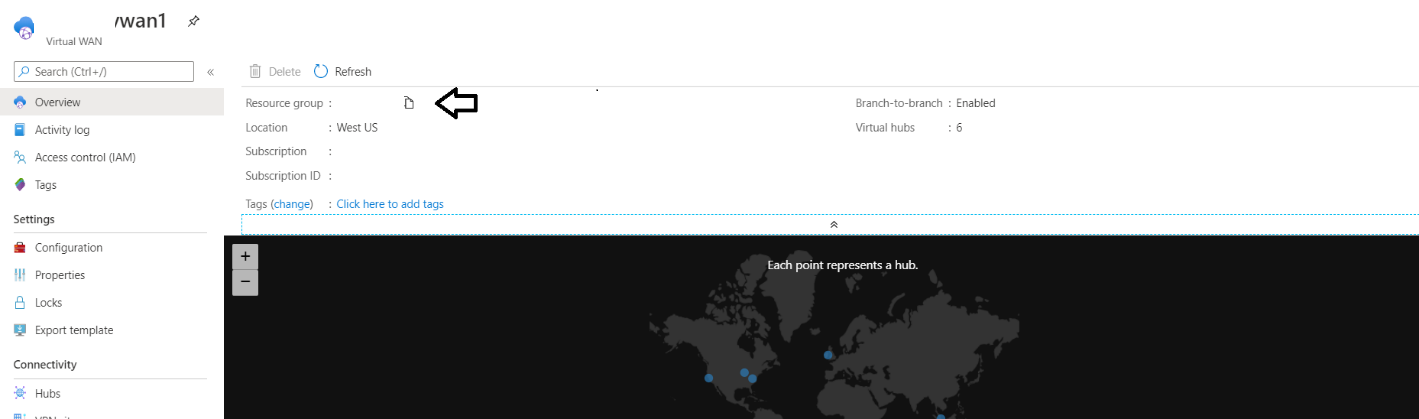 vwan1
Virtual WAN
Search (Ctrl+/)
«
Overview
Activity log
Access control (IAM)
Tags
Settings
Configuration
Properties
Locks
Export template
Connectivity
Hubs
Delete
Refresh
Resource group :
Location : West US
Subscription :
Subscription ID :
Tags (change) : Click here to add tags
Branch-to-branch : Enabled
Virtual hubs : 6
+
−
Each point represents a hub.